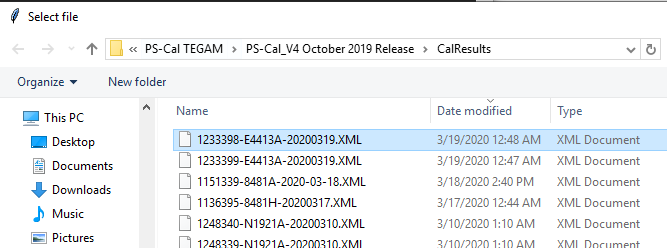 Select file
« PS-Cal TEGAM > PS-Cal_V4 October 2019 Release > CalResults
Organize New folder
This PC
Desktop
Documents
Downloads
Music
Pictures
Name Date modified Type
1233398-E4413A-20200319.XML 3/19/2020 12:48 AM XML Document
1233399-E4413A-20200319.XML 3/19/2020 12:47 AM XML Document
1151339-8481A-2020-03-18.XML 3/18/2020 2:40 PM XML Document
1136395-8481H-20200317.XML 3/17/2020 12:44 AM XML Document
1248340-N1921A-20200310.XML 3/10/2020 1:10 AM XML Document
1248339-N1921A-20200310.XML 3/10/2020 1:10 AM XML Document